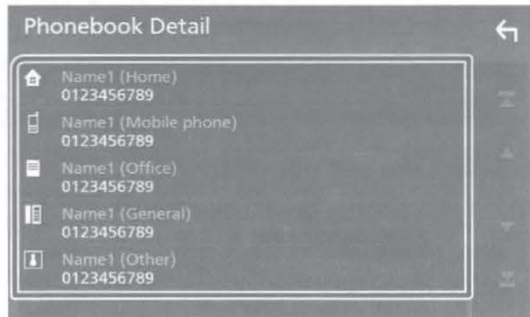 Phonebook Detail
Name1 (Home)
0123456789
Name1 (Mobile phone)
0123456789
Name1 (Office)
0123456789
Name1 (General)
0123456789
Name1 (Other)
0123456789